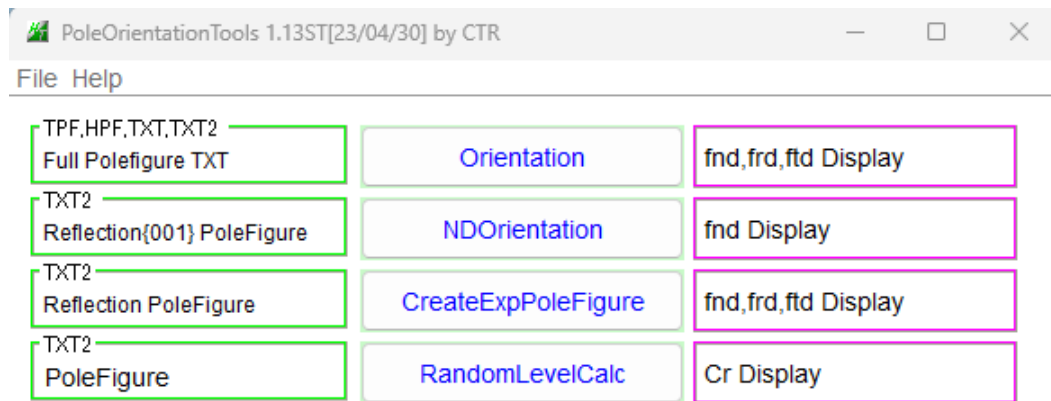 PoleOrientationTools 1.13ST[23/04/30] by CTR
File Help
TPF,HPF,TXT,TXT2
Full Polefigure TXT
Orientation
fnd,frd,ftd Display
TXT2
Reflection{001} PoleFigure
NDOrientation
fnd Display
TXT2
Reflection PoleFigure
CreateExpPoleFigure
fnd,frd,ftd Display
TXT2
PoleFigure
RandomLevelCalc
Cr Display